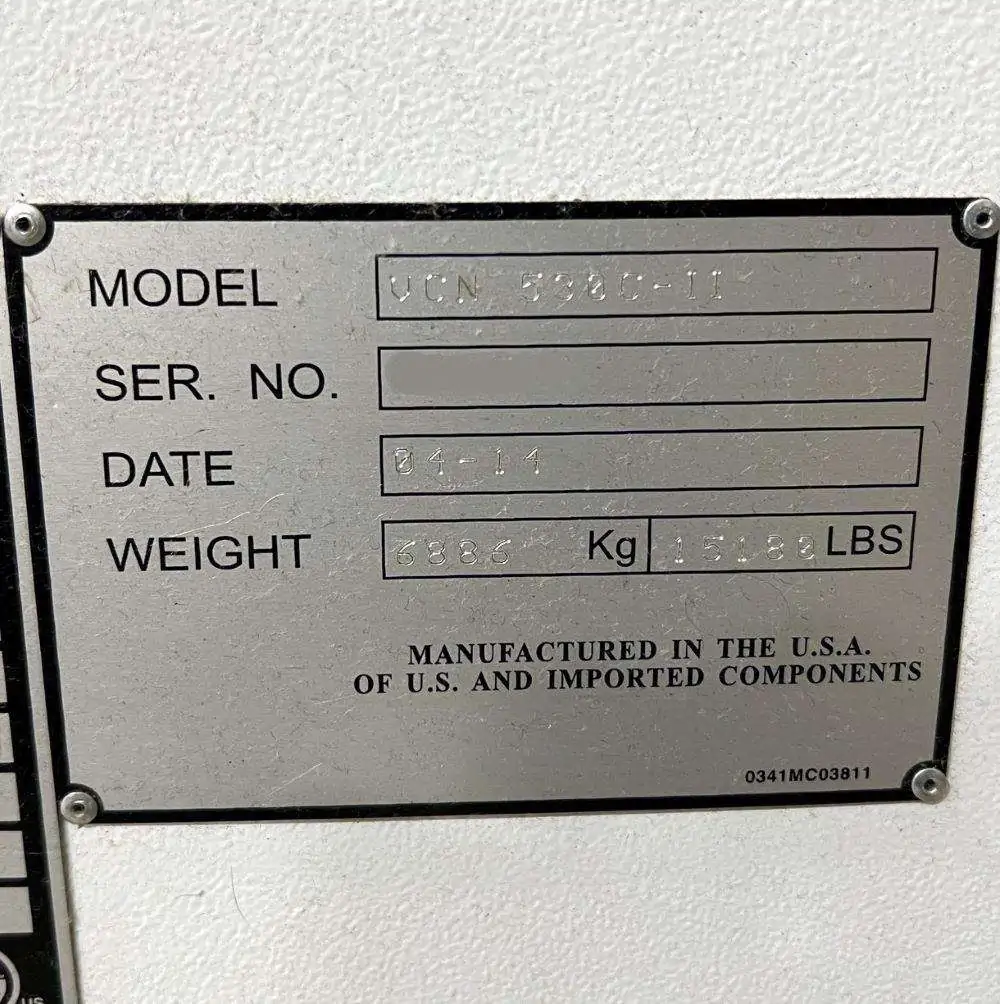 MODEL VCN 530C-II
SER. NO.
DATE 04-14
WEIGHT 6886 Kg 15180 LBS
MANUFACTURED IN THE U.S.A.
OF U.S. AND IMPORTED COMPONENTS
0341MC03811
US